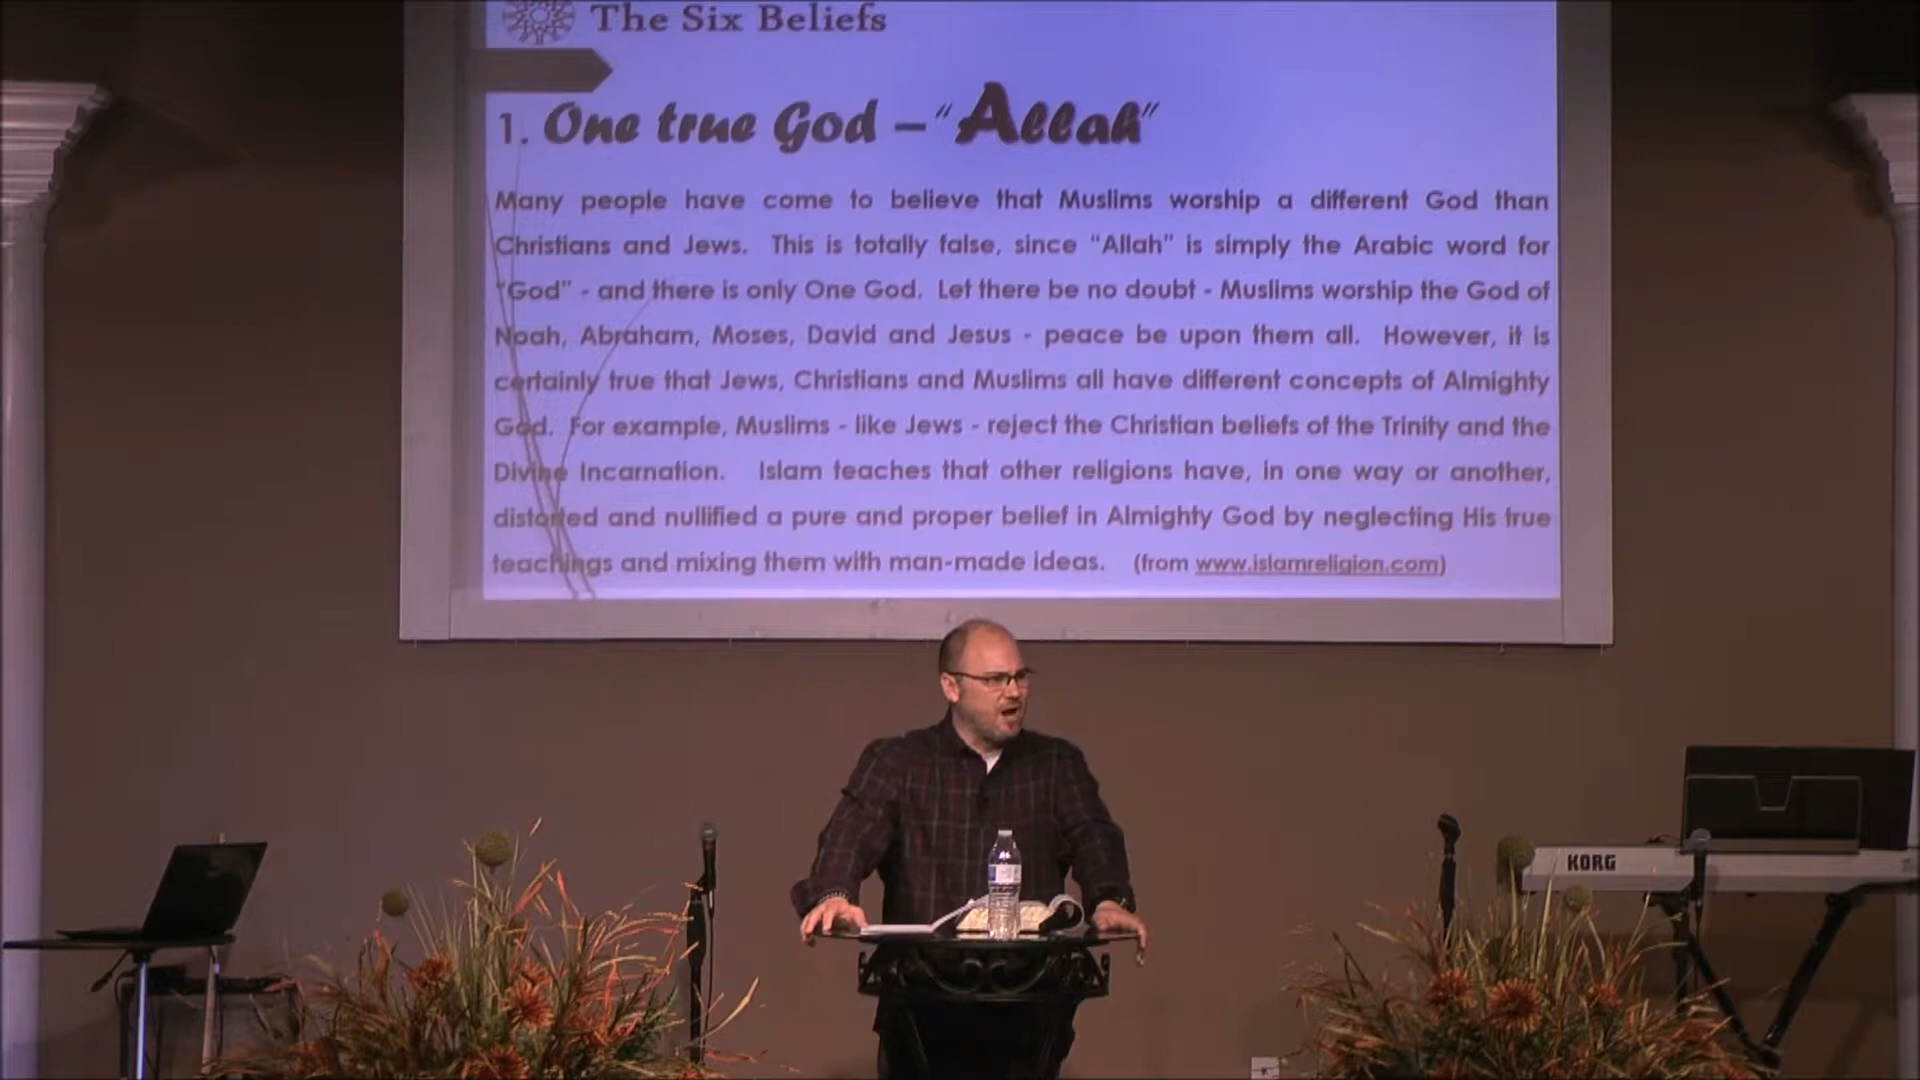 The Six Beliefs
1. One true God – “Allah”
Many people have come to believe that Muslims worship a different God than
Christians and Jews. This is totally false, since “Allah” is simply the Arabic word for
“God” - and there is only One God. Let there be no doubt - Muslims worship the God of
Noah, Abraham, Moses, David and Jesus - peace be upon them all. However, it is
certainly true that Jews, Christians and Muslims all have different concepts of Almighty
God. For example, Muslims - like Jews - reject the Christian beliefs of the Trinity and the
Divine Incarnation. Islam teaches that other religions have, in one way or another,
distorted and nullified a pure and proper belief in Almighty God by neglecting His true
teachings and mixing them with man-made ideas. (from www.islamreligion.com)
KORG